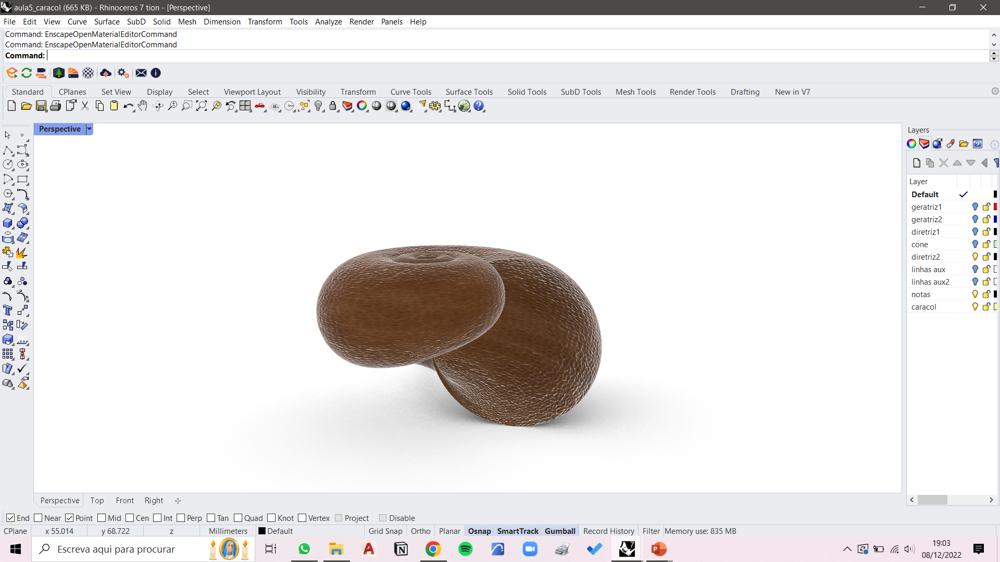 aula5_caracol (665 KB) - Rhinoceros 7 tion - [Perspective]
File Edit View Curve Surface SubD Solid Mesh Dimension Transform Tools Analyze Render Panels Help
Command: EnscapeOpenMaterialEditorCommand
Command: EnscapeOpenMaterialEditorCommand
Command:
Standard CPlanes Set View Display Select Viewport Layout Visibility Transform Curve Tools Surface Tools Solid Tools SubD Tools Mesh Tools Render Tools Drafting New in V7
Perspective
Layers
Layer
Default
geratriz1
geratriz2
diretriz1
cone
diretriz2
linhas aux
linhas aux2
notas
caracol
Perspective Top Front Right
End Near Point Mid Cen Int Perp Tan Quad Knot Vertex Project Disable
CPlane x 55.014 y 68.722 z Millimeters Default Grid Snap Ortho Planar Osnap SmartTrack Gumball Record History Filter Memory use: 835 MB
Escreva aqui para procurar
19:03
08/12/2022